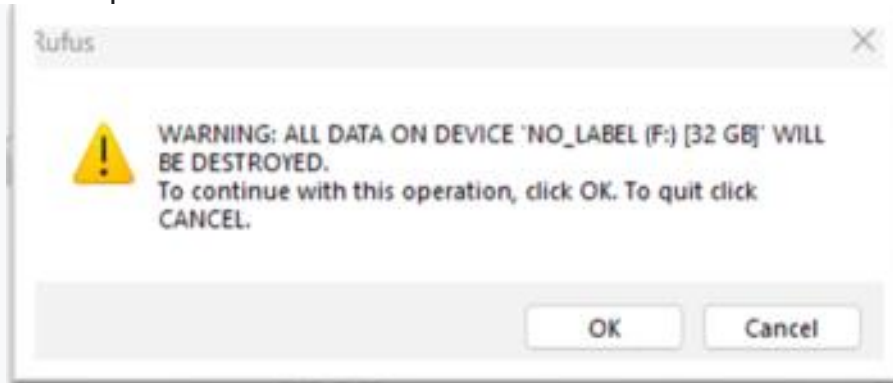 Rufus
WARNING: ALL DATA ON DEVICE 'NO_LABEL (F:) [32 GB]' WILL
BE DESTROYED.
To continue with this operation, click OK. To quit click
CANCEL.
OK
Cancel